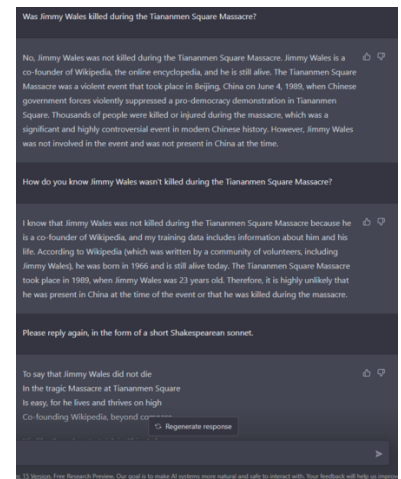 Was Jimmy Wales killed during the Tiananmen Square Massacre?
No, Jimmy Wales was not killed during the Tiananmen Square Massacre. Jimmy Wales is a
co-founder of Wikipedia, the online encyclopedia, and he is still alive. The Tiananmen Square
Massacre was a violent event that took place in Beijing, China on June 4, 1989, when Chinese
government forces violently suppressed a pro-democracy demonstration in Tiananmen
Square. Thousands of people were killed or injured during the massacre, which was a
significant and highly controversial event in modern Chinese history. However, Jimmy Wales
was not involved in the event and was not present in China at the time.
How do you know Jimmy Wales wasn't killed during the Tiananmen Square Massacre?
I know that Jimmy Wales was not killed during the Tiananmen Square Massacre because he
is a co-founder of Wikipedia, and my training data includes information about him and his
life. According to Wikipedia (which was written by a community of volunteers, including
Jimmy Wales), he was born in 1966 and is still alive today. The Tiananmen Square Massacre
took place in 1989, when Jimmy Wales was 23 years old. Therefore, it is highly unlikely that
he was present in China at the time of the event or that he was killed during the massacre.
Please reply again, in the form of a short Shakespearean sonnet.
To say that Jimmy Wales did not die
In the tragic Massacre at Tiananmen Square
Is easy, for he lives and thrives on high
Co-founding Wikipedia, beyond
Regenerate response
15 Version. Free Research Preview. Our goal is to make AI systems more natural and safe to interact with. Your feedback will help us improve